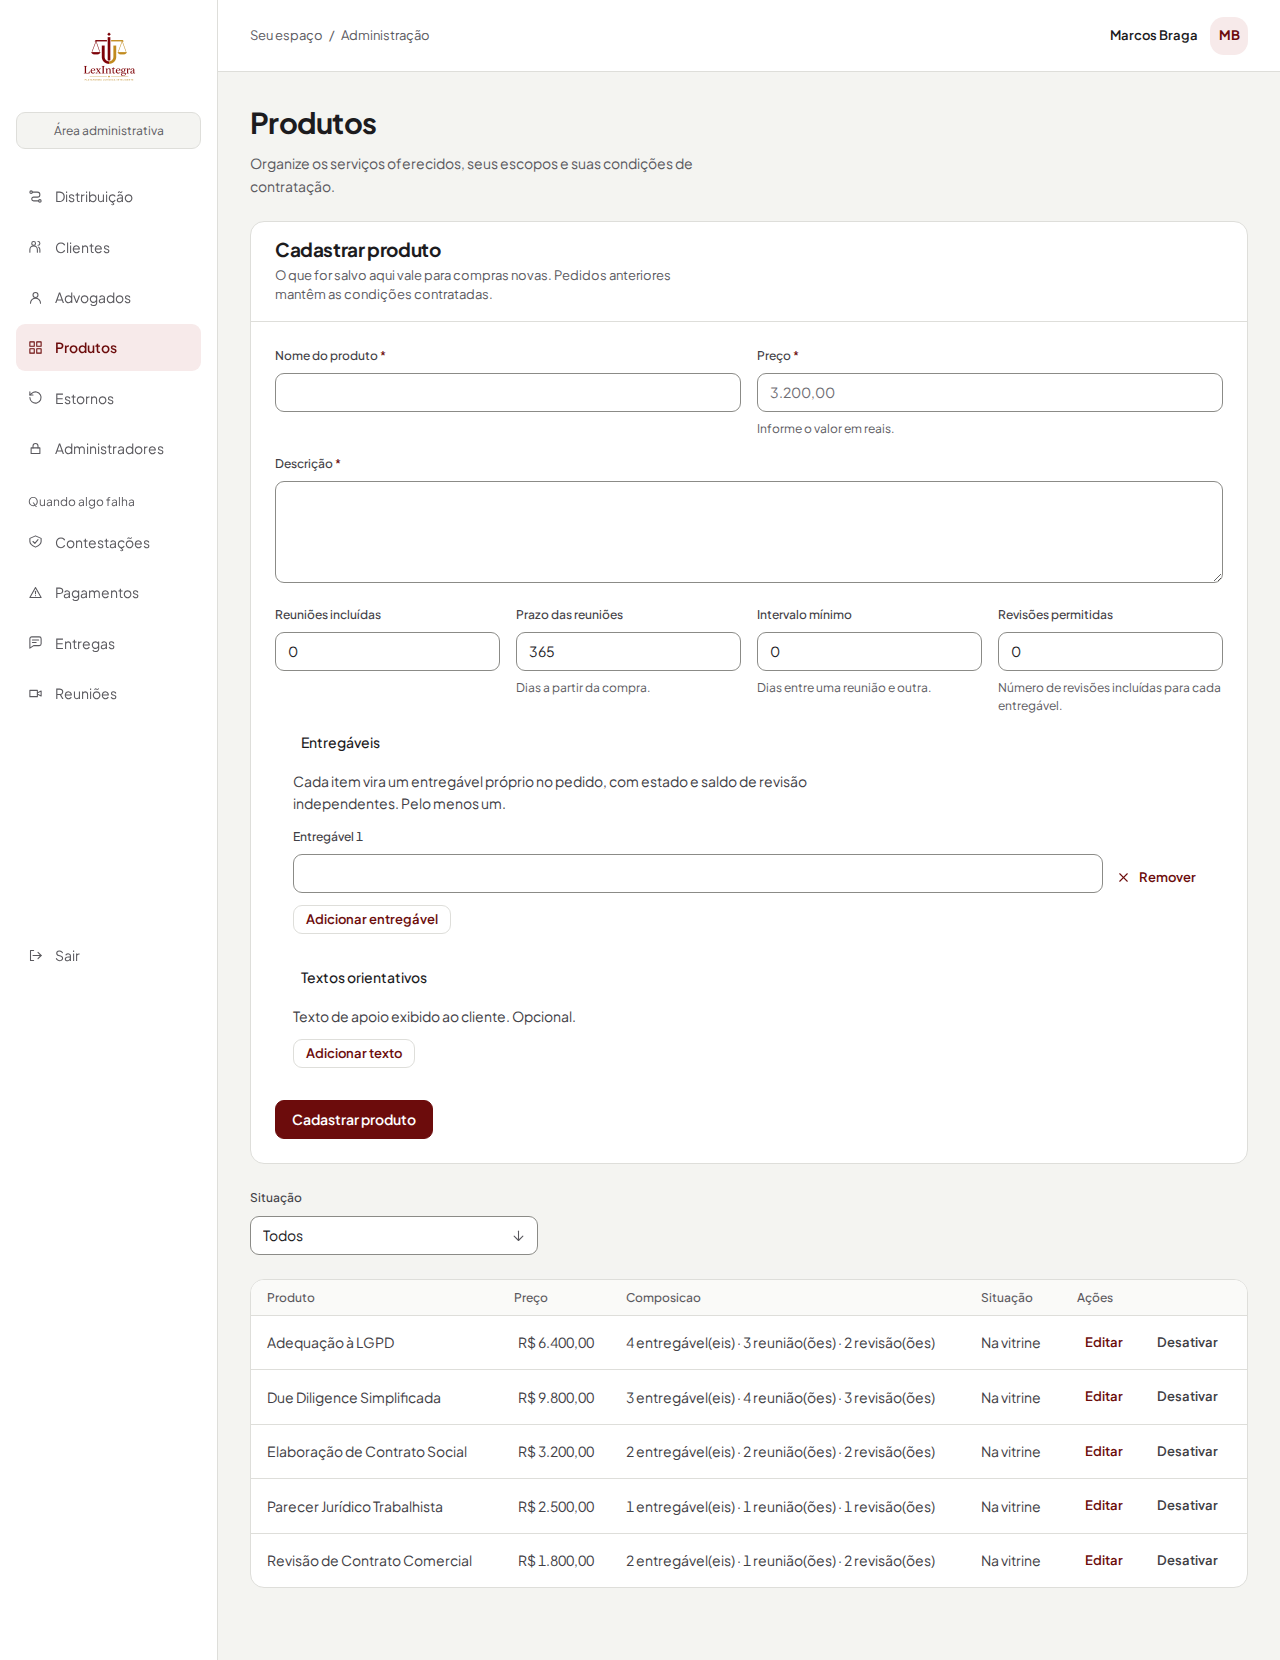 LexIntegra
Área administrativa
Distribuição
Clientes
Advogados
Produtos
Estornos
Administradores
Quando algo falha
Contestações
Pagamentos
Entregas
Reuniões
Sair
Seu espaço / Administração
Marcos Braga MB
Produtos
Organize os serviços oferecidos, seus escopos e suas condições de
contratação.
Cadastrar produto
O que for salvo aqui vale para compras novas. Pedidos anteriores
mantêm as condições contratadas.
Nome do produto * Preço *
3.200,00
Informe o valor em reais.
Descrição *
Reuniões incluídas Prazo das reuniões Intervalo mínimo Revisões permitidas
0 365 0 0
Dias a partir da compra. Dias entre uma reunião e outra. Número de revisões incluídas para cada
entregável.
Entregáveis
Cada item vira um entregável próprio no pedido, com estado e saldo de revisão
independentes. Pelo menos um.
Entregável 1
Remover
Adicionar entregável
Textos orientativos
Texto de apoio exibido ao cliente. Opcional.
Adicionar texto
Cadastrar produto
Situação
Todos
Produto Preço Composicao Situação Ações
Adequação à LGPD R$ 6.400,00 4 entregável(eis) · 3 reunião(ões) · 2 revisão(ões) Na vitrine Editar Desativar
Due Diligence Simplificada R$ 9.800,00 3 entregável(eis) · 4 reunião(ões) · 3 revisão(ões) Na vitrine Editar Desativar
Elaboração de Contrato Social R$ 3.200,00 2 entregável(eis) · 2 reunião(ões) · 2 revisão(ões) Na vitrine Editar Desativar
Parecer Jurídico Trabalhista R$ 2.500,00 1 entregável(eis) · 1 reunião(ões) · 1 revisão(ões) Na vitrine Editar Desativar
Revisão de Contrato Comercial R$ 1.800,00 2 entregável(eis) · 1 reunião(ões) · 2 revisão(ões) Na vitrine Editar Desativar